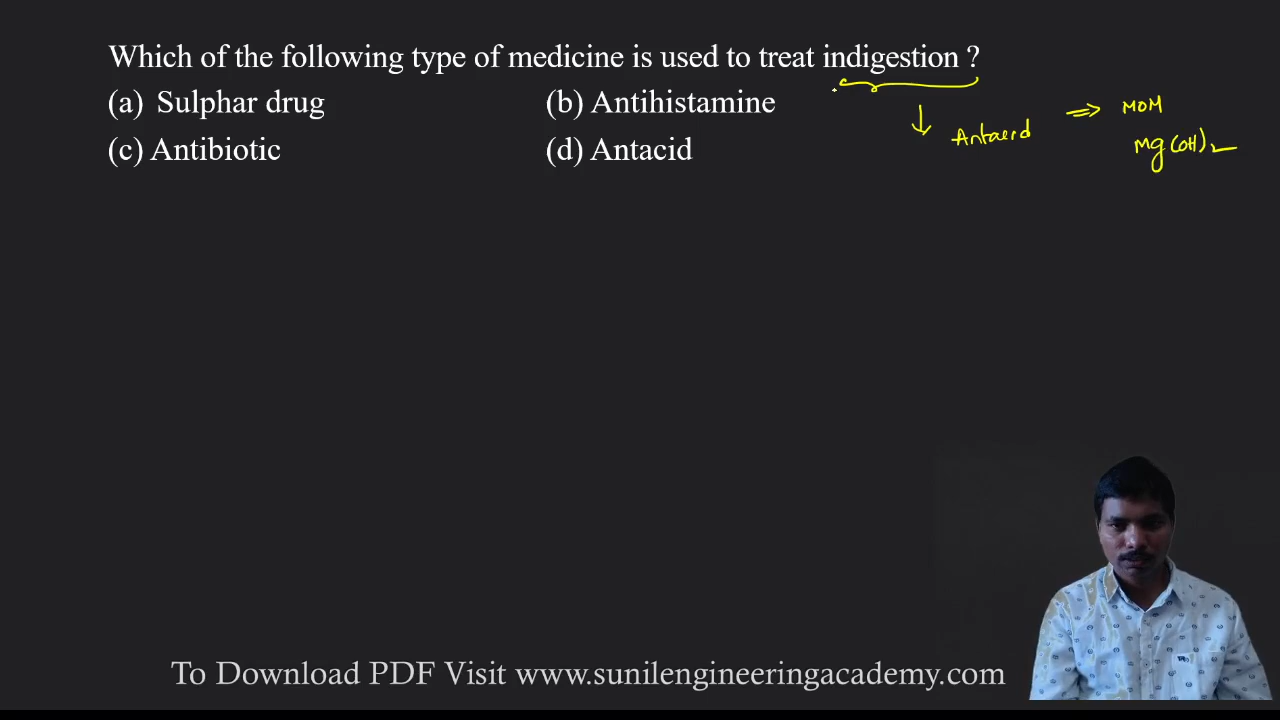 Which of the following type of medicine is used to treat indigestion ?
(a) Sulphar drug
(b) Antihistamine
(c) Antibiotic
(d) Antacid
Antacid
⇒ MOM
Mg(OH)₂
To Download PDF Visit www.sunilengineeringacademy.com